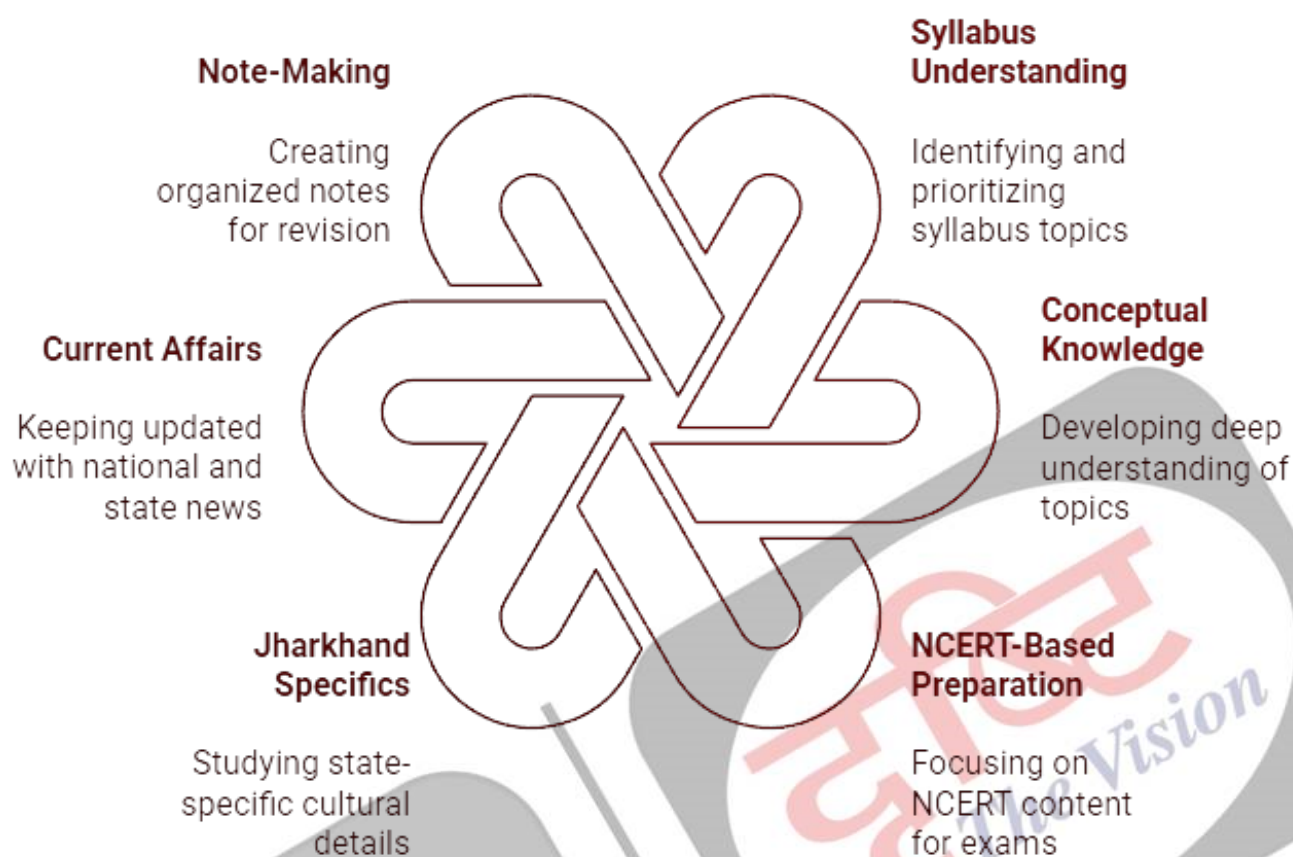 Note-Making
Creating
organized notes
for revision
Syllabus
Understanding
Identifying and
prioritizing
syllabus topics
Conceptual
Knowledge
Developing deep
understanding of
topics
NCERT-Based
Preparation
Focusing on
NCERT content
for exams
Jharkhand
Specifics
Studying state-
specific cultural
details
Current Affairs
Keeping updated
with national and
state news
दृष्टि
The Vision